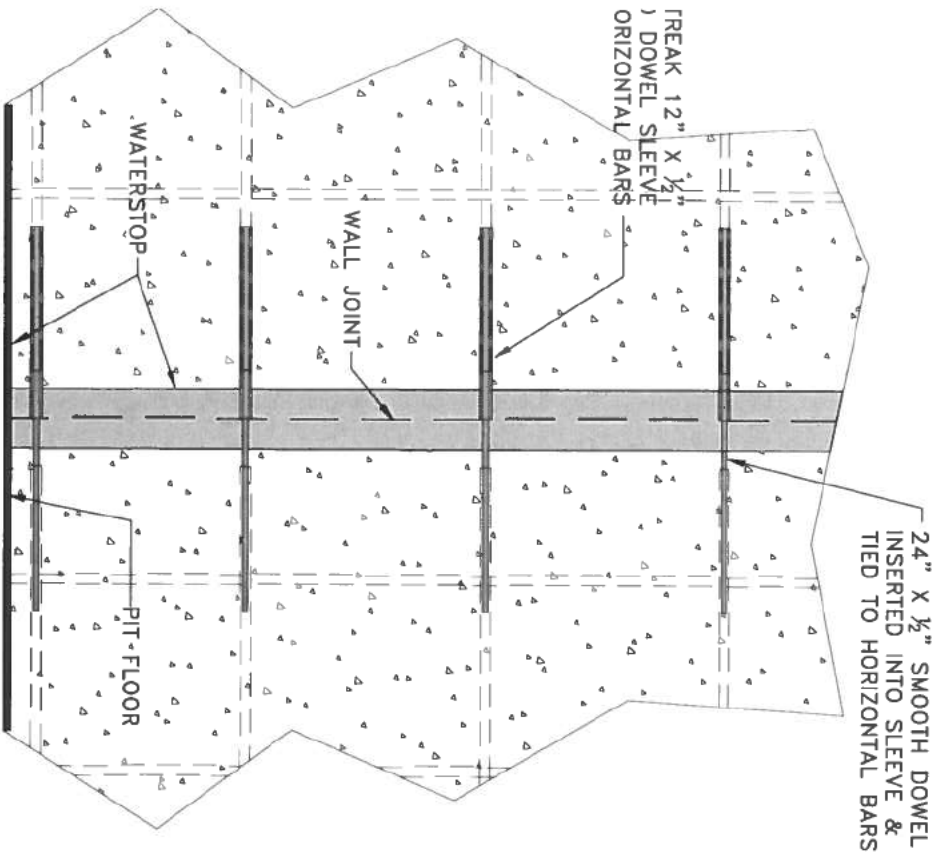 TREAK 12" X ½"
) DOWEL SLEEVE
ORIZONTAL BARS
24" X ½" SMOOTH DOWEL
INSERTED INTO SLEEVE &
TIED TO HORIZONTAL BARS
WALL JOINT
WATERSTOP
PIT FLOOR